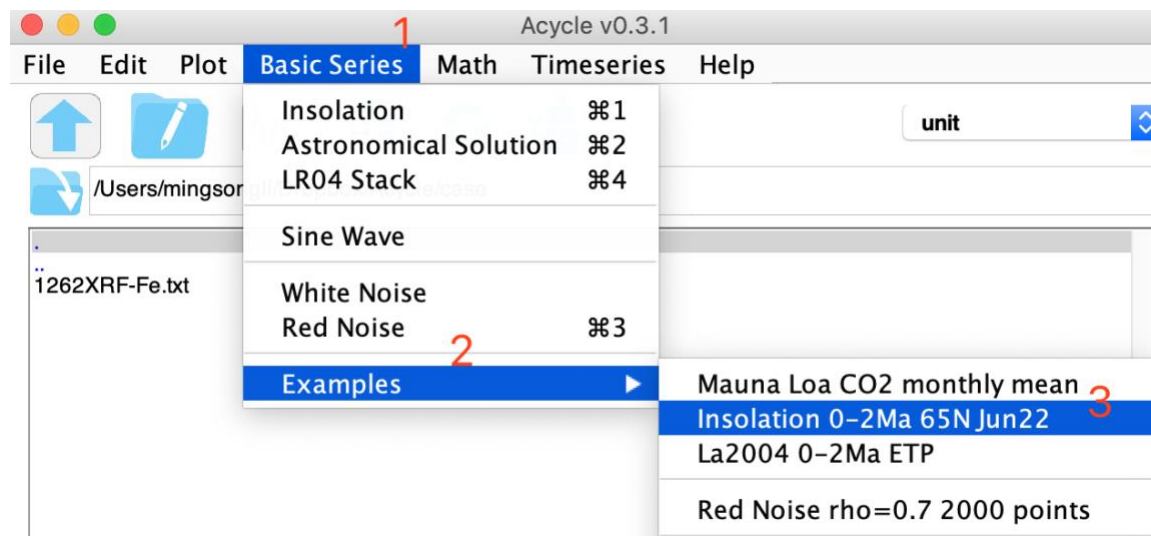 1
Acycle v0.3.1
File Edit Plot Basic Series Math Timeseries Help
Insolation ⌘1
Astronomical Solution ⌘2
LR04 Stack ⌘4
unit
/Users/mingson
Sine Wave
.
..
1262XRF-Fe.txt
White Noise
Red Noise ⌘3
2
Examples ▶
Mauna Loa CO2 monthly mean
3
Insolation 0-2Ma 65N Jun22
La2004 0-2Ma ETP
Red Noise rho=0.7 2000 points